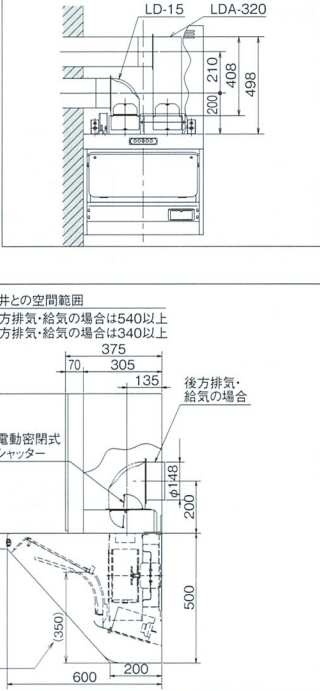 LD-15
LDA-320
210
200
408
498
井との空間範囲
方排気・給気の場合は540以上
方排気・給気の場合は340以上
375
70
305
135
後方排気・
給気の場合
電動密閉式
シャッター
φ148
200
500
(350)
200
600